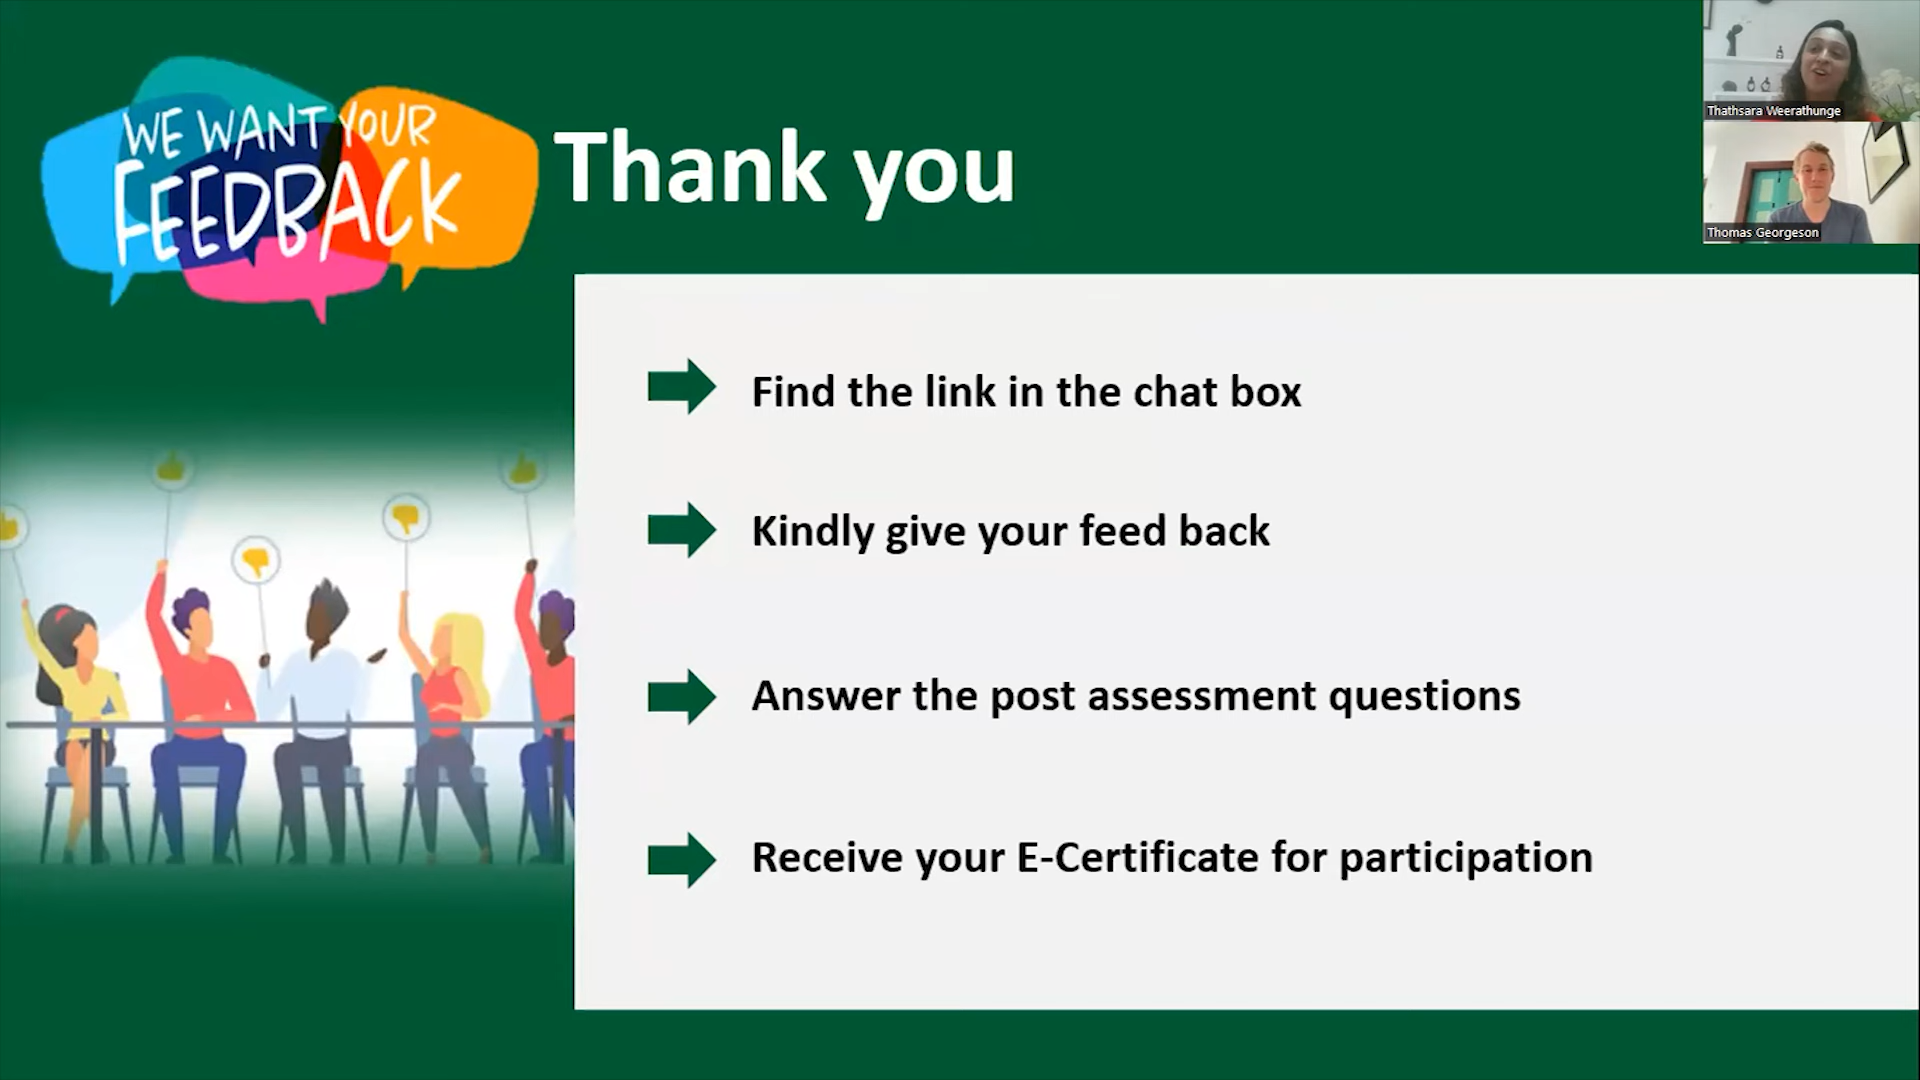 WE WANT YOUR
FEEDBACK
Thank you
Thathsara Weerathunge
Thomas Georgeson
Find the link in the chat box
Kindly give your feed back
Answer the post assessment questions
Receive your E-Certificate for participation